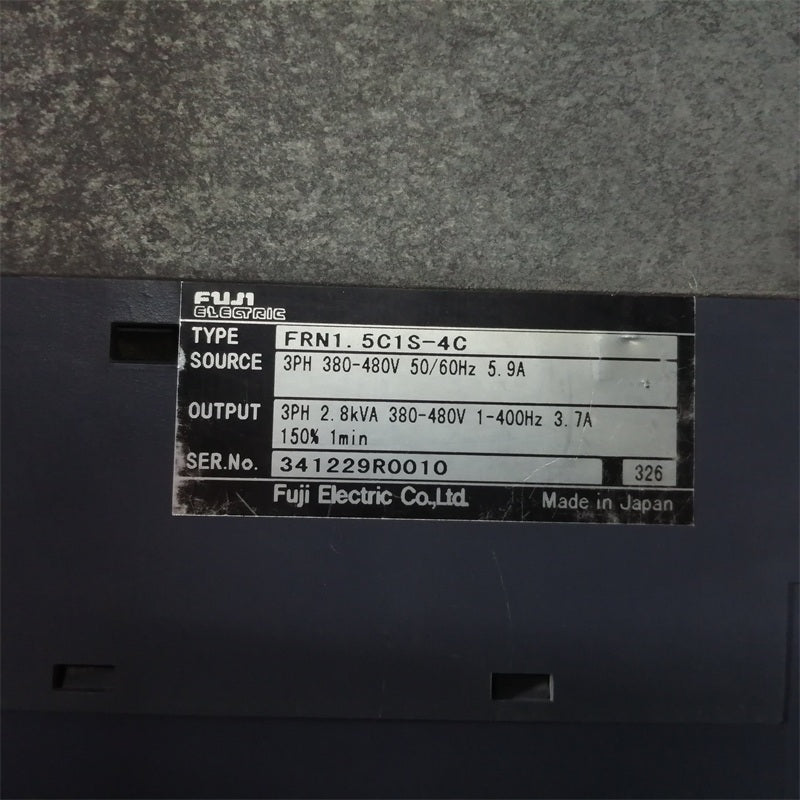 FUJI
ELECTRIC
TYPE FRN1.5C1S-4C
SOURCE 3PH 380-480V 50/60Hz 5.9A
OUTPUT 3PH 2.8kVA 380-480V 1-400Hz 3.7A
150% 1min
SER.No. 341229R0010 326
Fuji Electric Co.,Ltd. Made in Japan